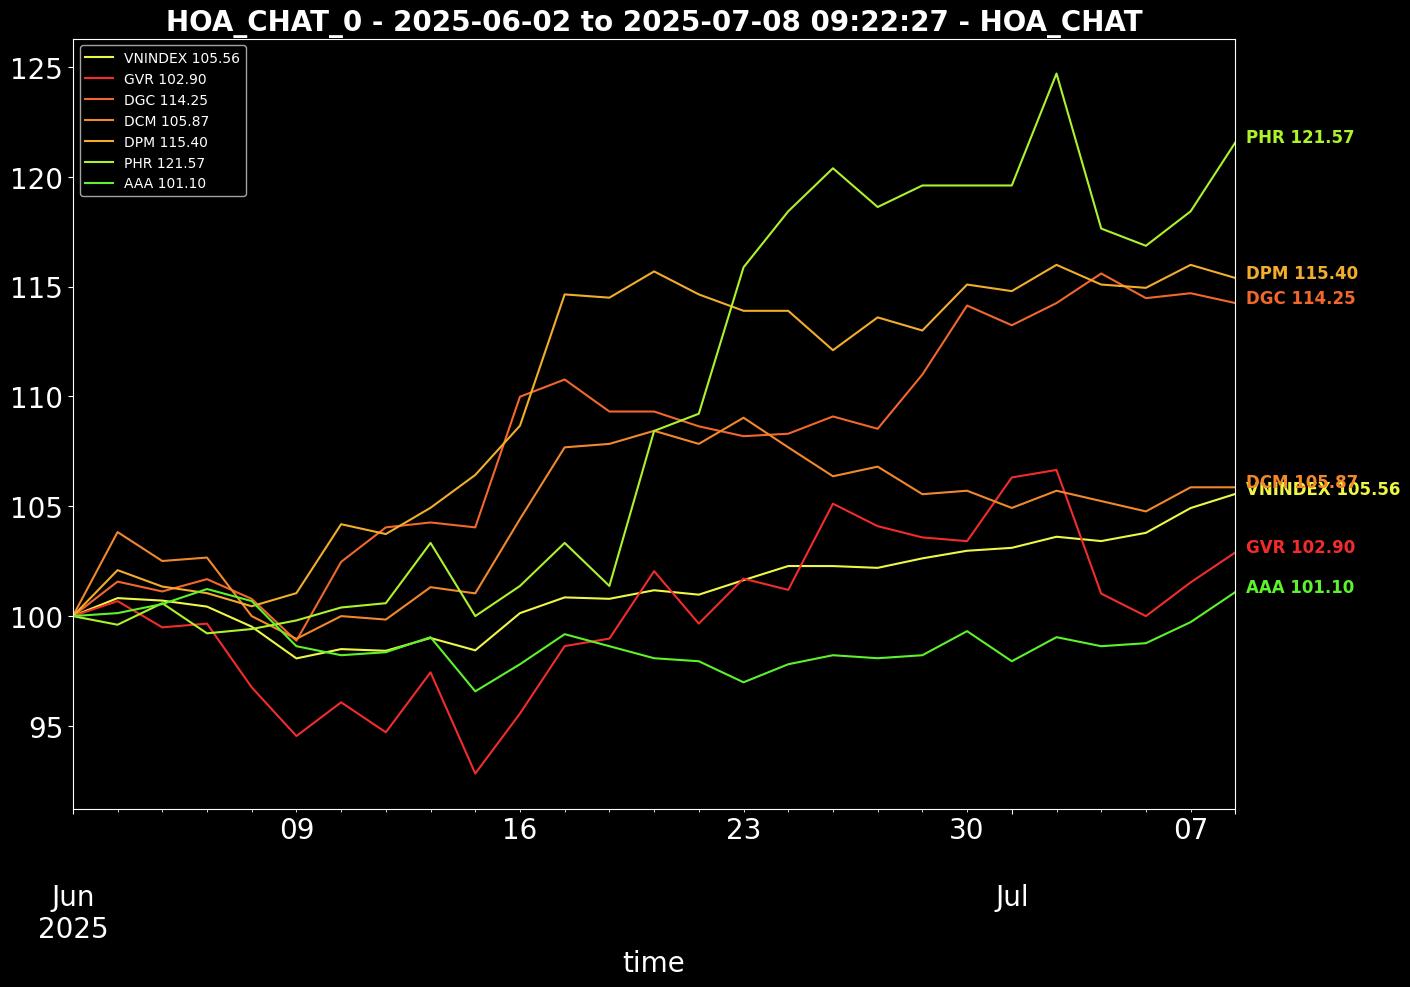 HOA_CHAT_0 - 2025-06-02 to 2025-07-08 09:22:27 - HOA_CHAT
VNINDEX 105.56
GVR 102.90
DGC 114.25
DCM 105.87
DPM 115.40
PHR 121.57
AAA 101.10
125
120
115
110
105
100
95
PHR 121.57
DPM 115.40
DGC 114.25
DCM 105.87
VNINDEX 105.56
GVR 102.90
AAA 101.10
09
16
23
30
07
Jun
2025
Jul
time